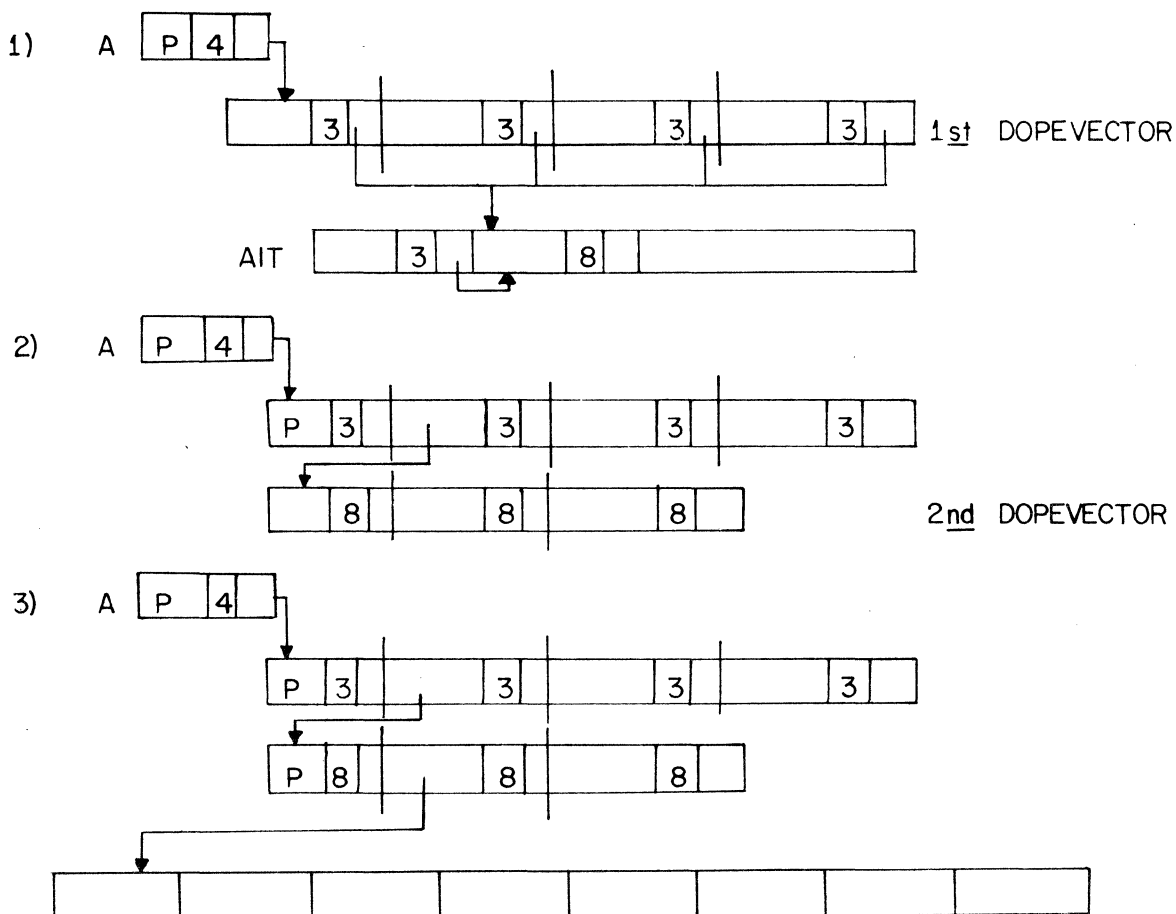 1) A P 4
3 3 3 3 1st DOPEVECTOR
AIT 3 8
2) A P 4
P 3 3 3 3
8 8 8 2nd DOPEVECTOR
3) A P 4
P 3 3 3 3
P 8 8 8